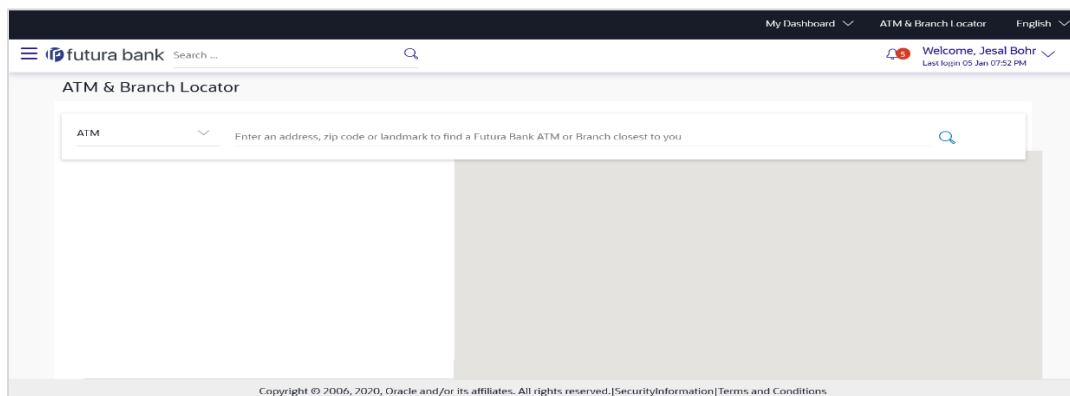 My Dashboard ATM & Branch Locator English
futura bank Search ... 5 Welcome, Jesal Bohr
Last login 05 Jan 07:52 PM
ATM & Branch Locator
ATM Enter an address, zip code or landmark to find a Futura Bank ATM or Branch closest to you
Copyright © 2006, 2020, Oracle and/or its affiliates. All rights reserved.|SecurityInformation|Terms and Conditions